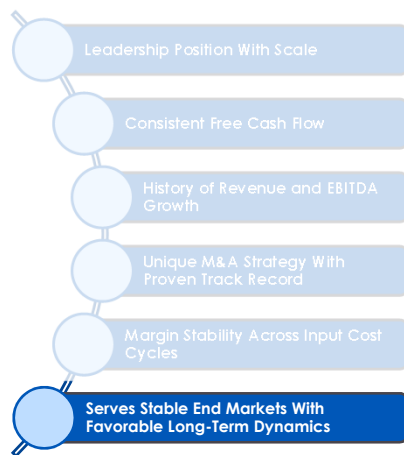 Leadership Position With Scale
Consistent Free Cash Flow
History of Revenue and EBITDA
Growth
Unique M&A Strategy With
Proven Track Record
Margin Stability Across Input Cost
Cycles
Serves Stable End Markets With
Favorable Long-Term Dynamics